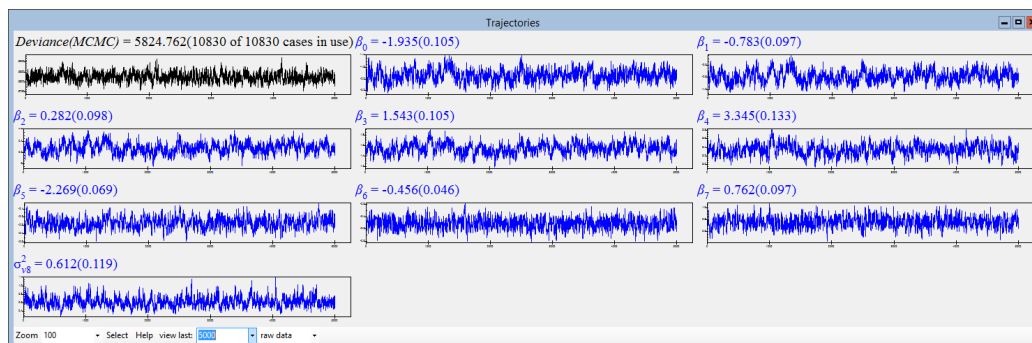 Trajectories
Deviance(MCMC) = 5824.762(10830 of 10830 cases in use)
β0 = -1.935(0.105)
β1 = -0.783(0.097)
β2 = 0.282(0.098)
β3 = 1.543(0.105)
β4 = 3.345(0.133)
β5 = -2.269(0.069)
β6 = -0.456(0.046)
β7 = 0.762(0.097)
σ²v8 = 0.612(0.119)
Zoom 100 Select Help view last: 5000 raw data